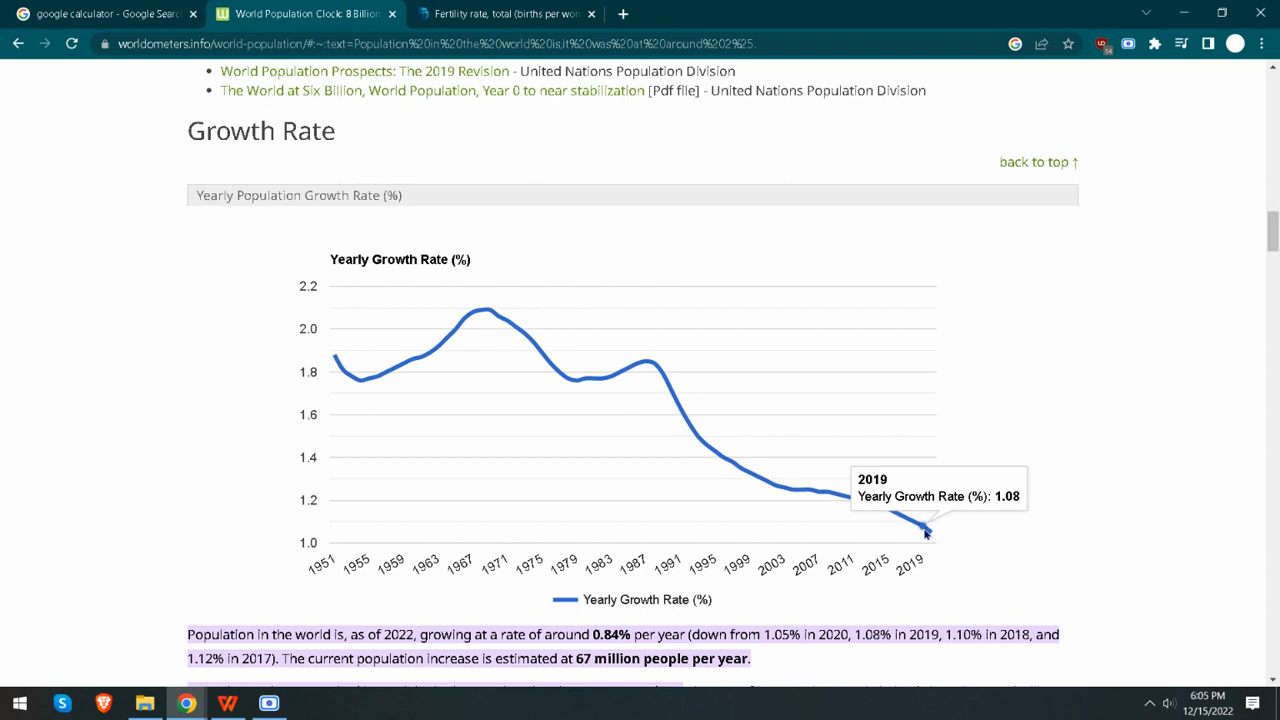 google calculator - Google Searc
World Population Clock: 8 Billion
Fertility rate, total (births per wor
worldometers.info/world-population/#:~:text=Population%20in%20the%20world%20is,it%20was%20at%20around%202%25.
14
World Population Prospects: The 2019 Revision - United Nations Population Division
The World at Six Billion, World Population, Year 0 to near stabilization [Pdf file] - United Nations Population Division
Growth Rate
back to top ↑
Yearly Population Growth Rate (%)
Yearly Growth Rate (%)
2.2
2.0
1.8
1.6
1.4
1.2
1.0
2019
Yearly Growth Rate (%): 1.08
1951 1955 1959 1963 1967 1971 1975 1979 1983 1987 1991 1995 1999 2003 2007 2011 2015 2019
Yearly Growth Rate (%)
Population in the world is, as of 2022, growing at a rate of around 0.84% per year (down from 1.05% in 2020, 1.08% in 2019, 1.10% in 2018, and
1.12% in 2017). The current population increase is estimated at 67 million people per year.
6:05 PM
12/15/2022